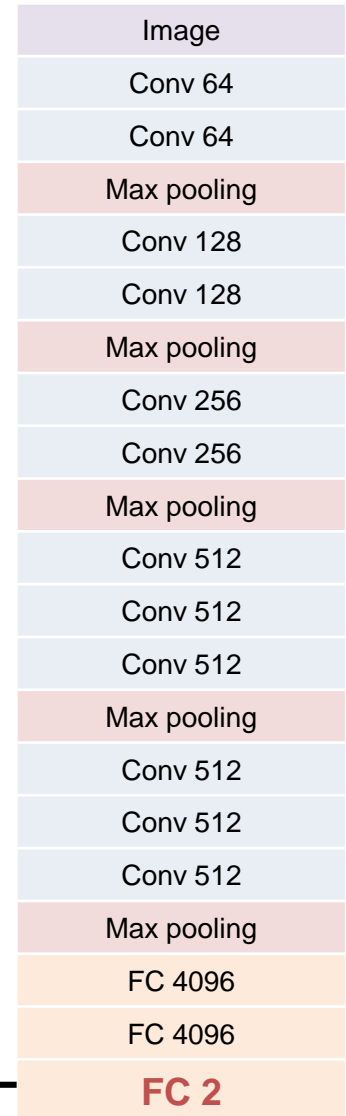 Image
Conv 64
Conv 64
Max pooling
Conv 128
Conv 128
Max pooling
Conv 256
Conv 256
Max pooling
Conv 512
Conv 512
Conv 512
Max pooling
Conv 512
Conv 512
Conv 512
Max pooling
FC 4096
FC 4096
FC 2